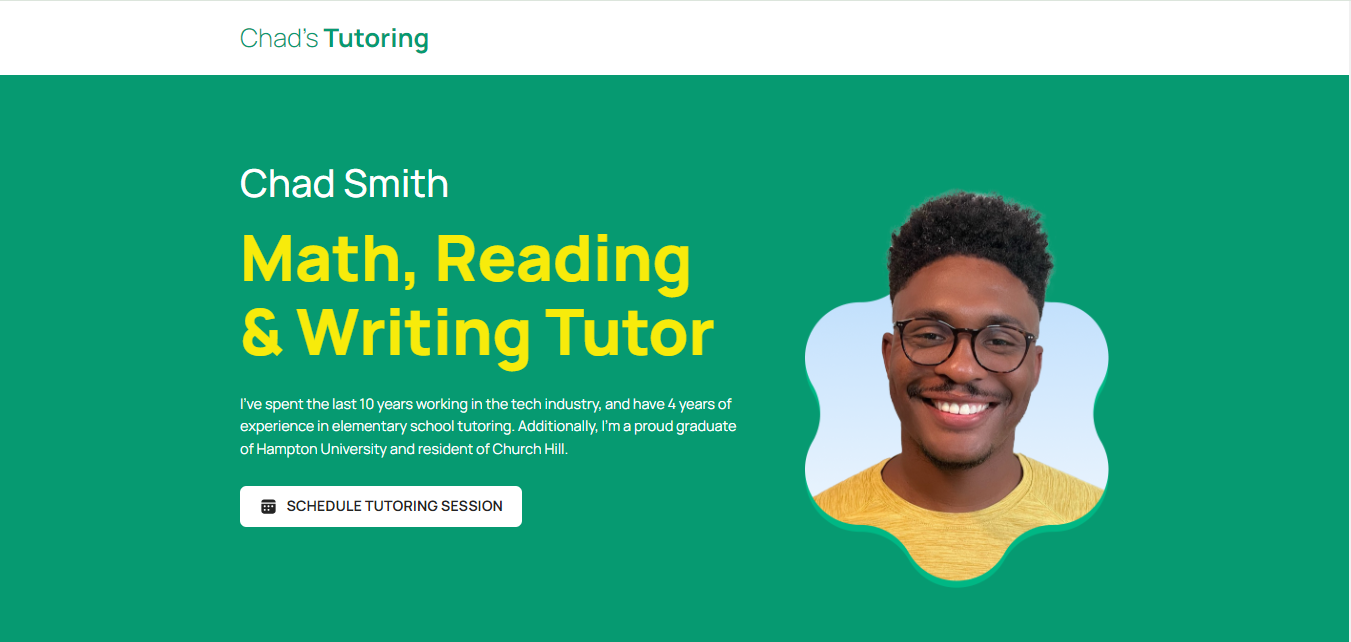 Chad's Tutoring
Chad Smith
Math, Reading
& Writing Tutor
I've spent the last 10 years working in the tech industry, and have 4 years of
experience in elementary school tutoring. Additionally, I'm a proud graduate
of Hampton University and resident of Church Hill.
SCHEDULE TUTORING SESSION